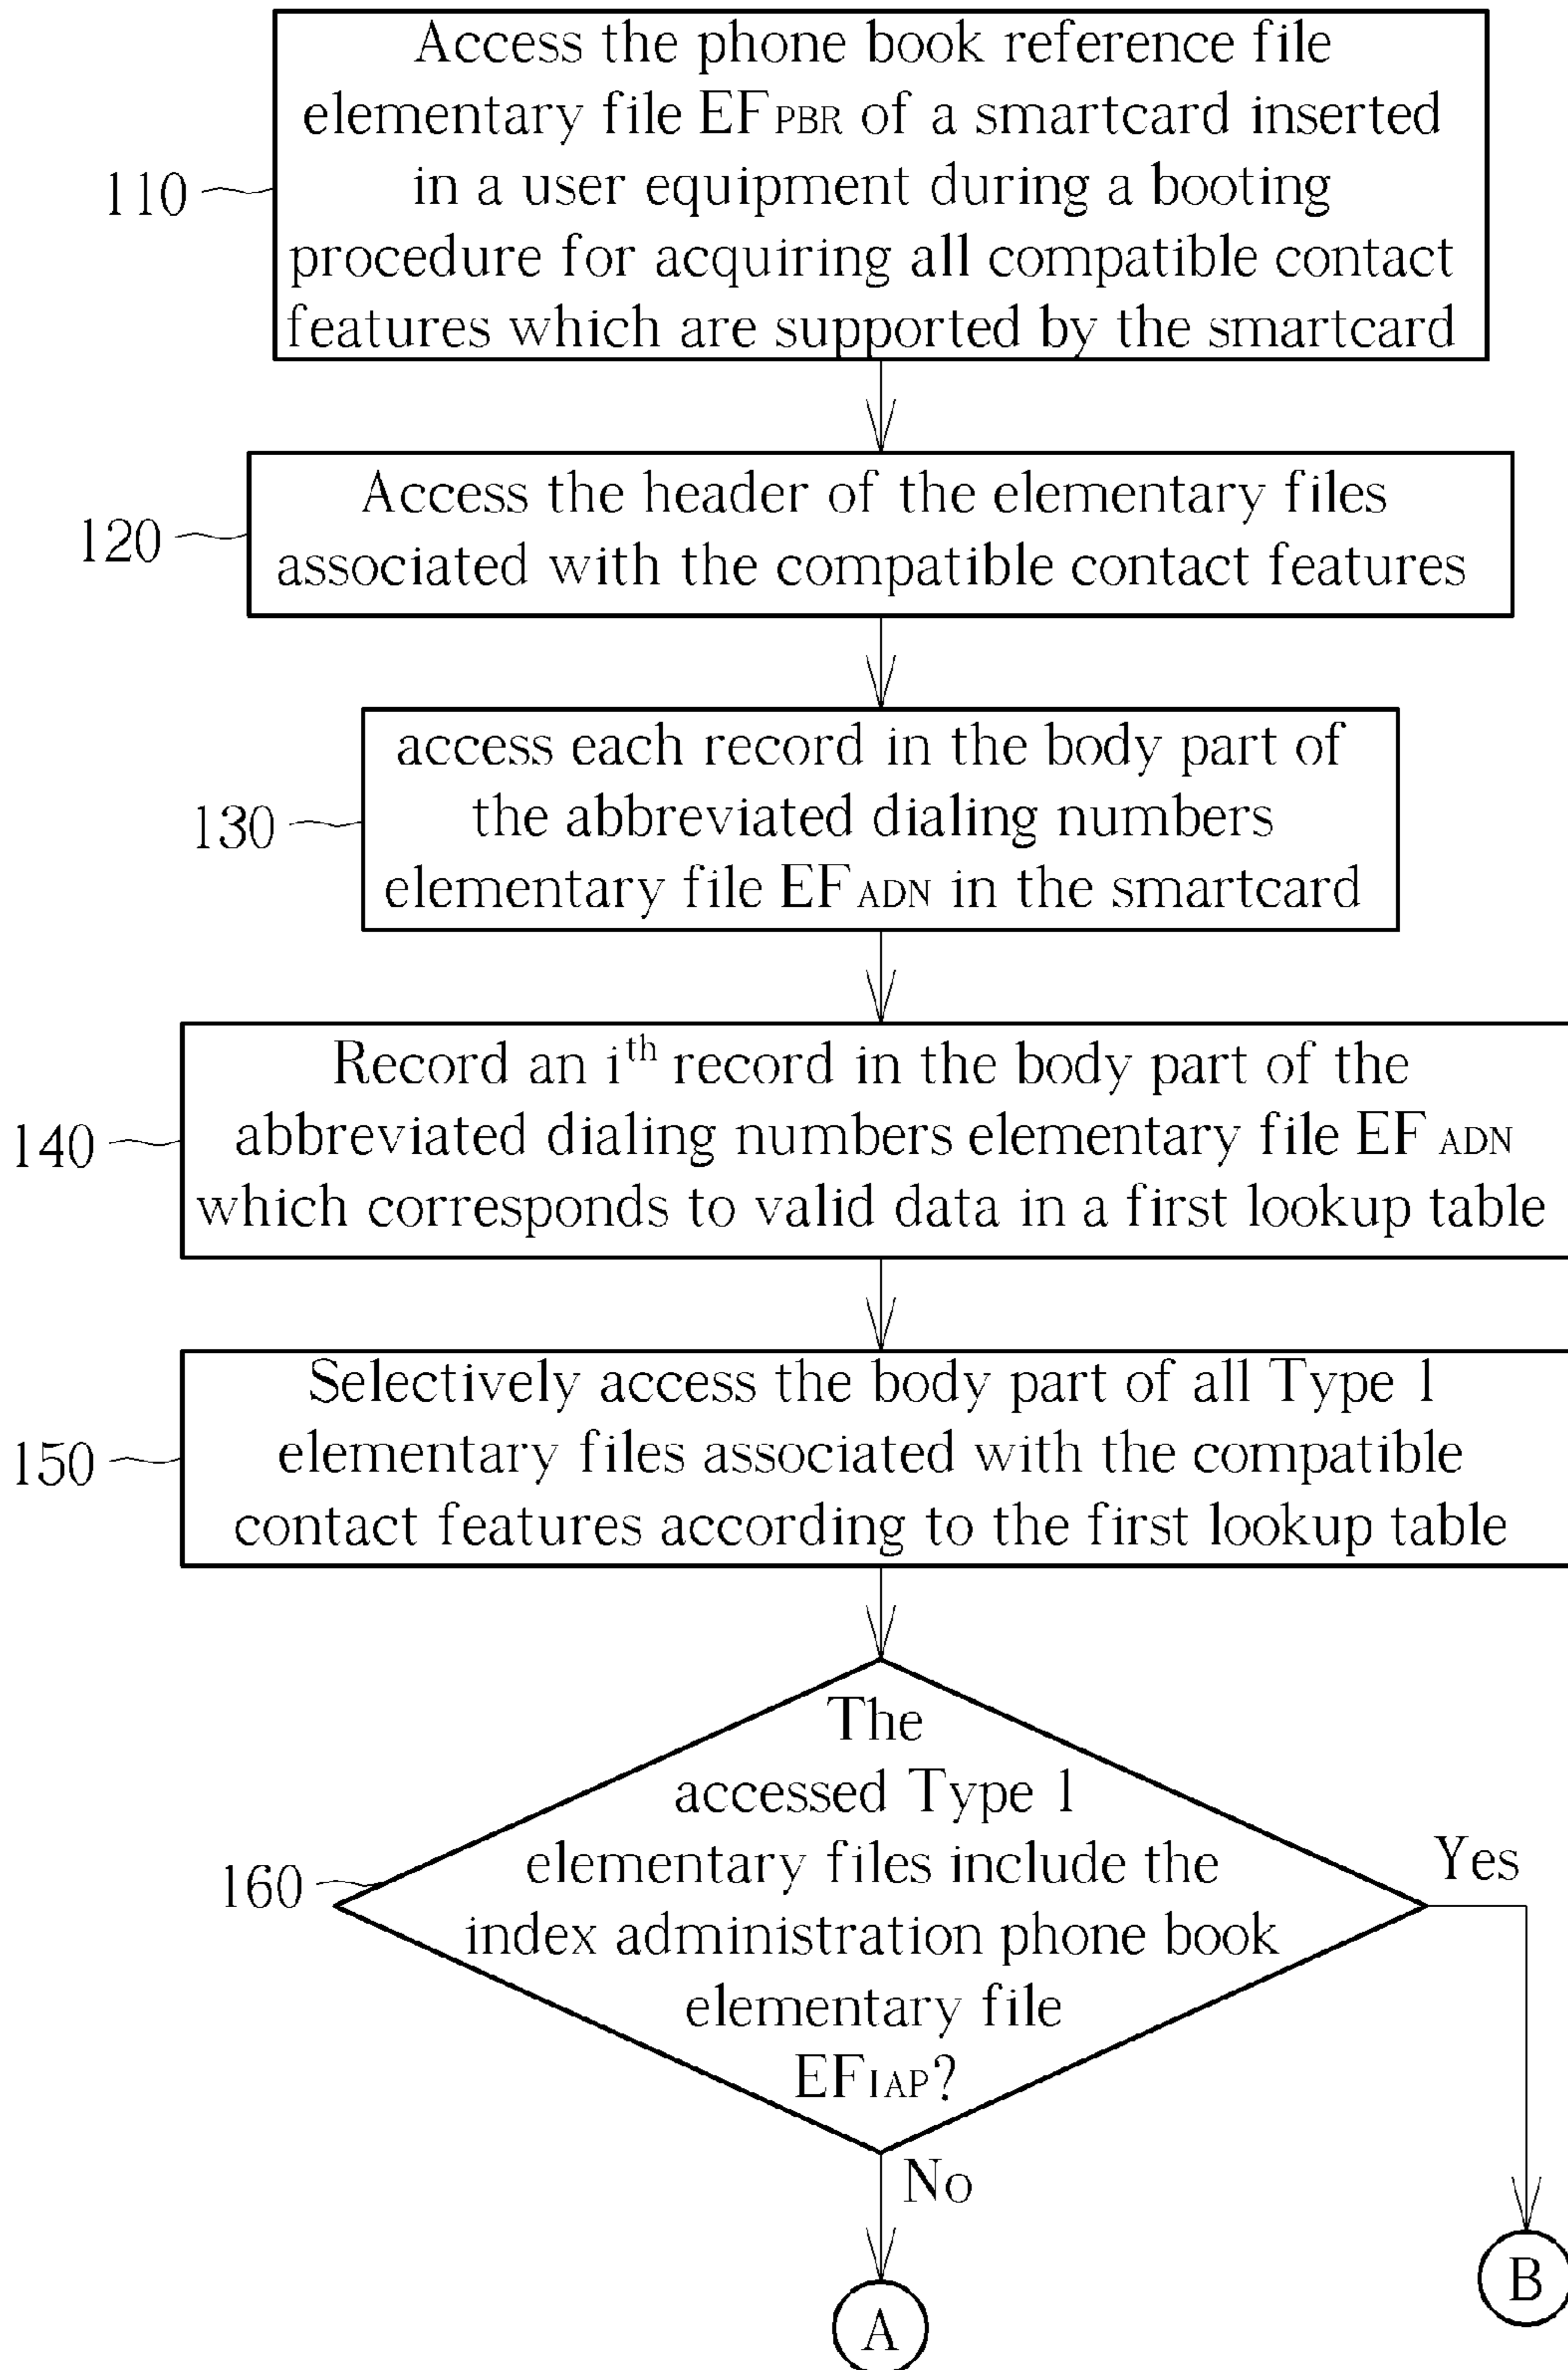 Access the phone book reference file
elementary file EFPBR of a smartcard inserted
in a user equipment during a booting
procedure for acquiring all compatible contact
features which are supported by the smartcard
110
Access the header of the elementary files
associated with the compatible contact features
120
access each record in the body part of
the abbreviated dialing numbers
elementary file EFADN in the smartcard
130
Record an ith record in the body part of the
abbreviated dialing numbers elementary file EF ADN
which corresponds to valid data in a first lookup table
140
Selectively access the body part of all Type 1
elementary files associated with the compatible
contact features according to the first lookup table
150
The
accessed Type 1
elementary files include the
index administration phone book
elementary file
EFIAP?
160
Yes
No
B
A